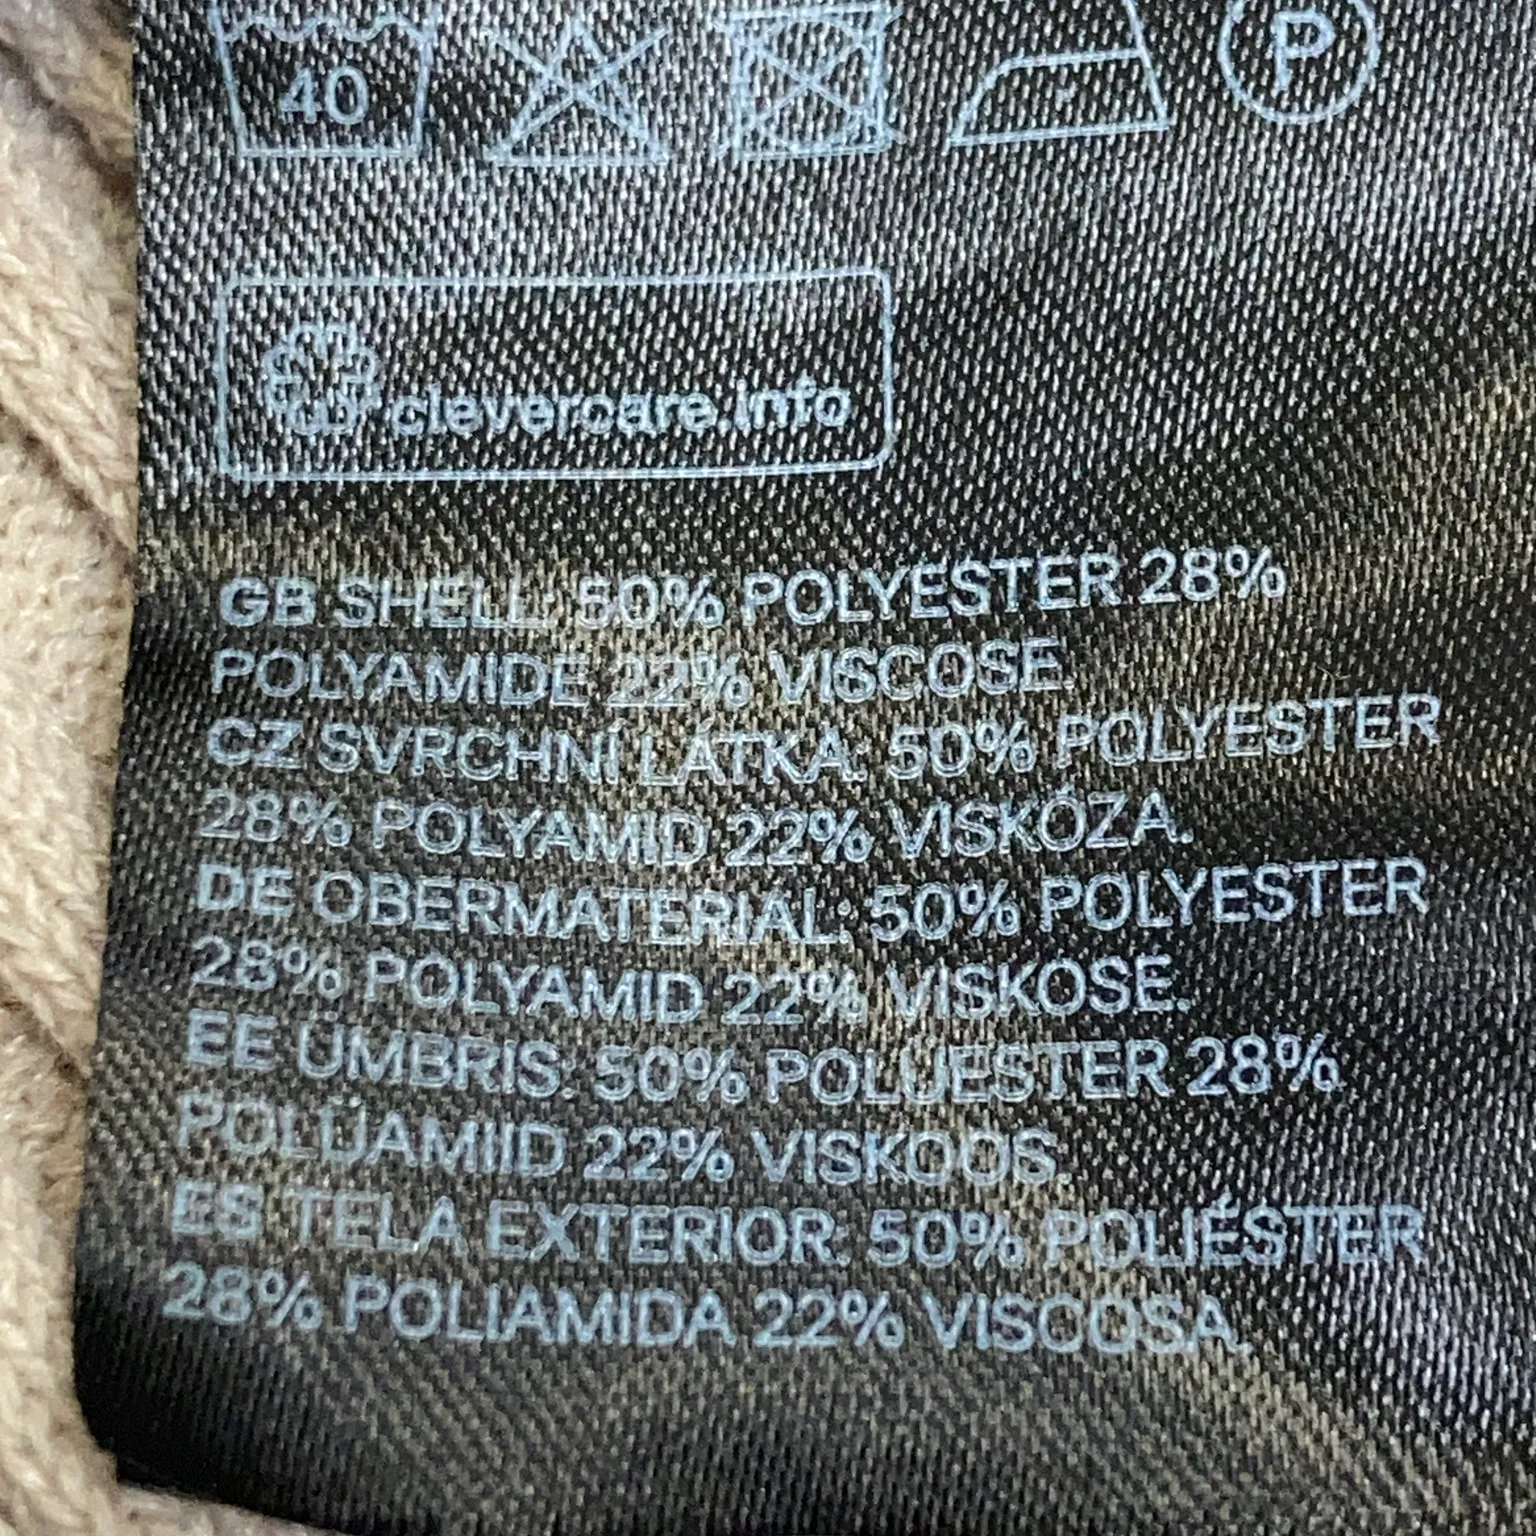 40
P
clevercare.info
GB SHELL: 50% POLYESTER 28%
POLYAMIDE 22% VISCOSE
CZ SVRCHNÍ LÁTKA: 50% POLYESTER
28% POLYAMID 22% VISKÓZA.
DE OBERMATERIAL: 50% POLYESTER
28% POLYAMID 22% VISKOSE.
EE ÜMBRIS: 50% POLÜESTER 28%
POLÜAMIID 22% VISKOOS.
ES TELA EXTERIOR: 50% POLIÉSTER
28% POLIAMIDA 22% VISCOSA.